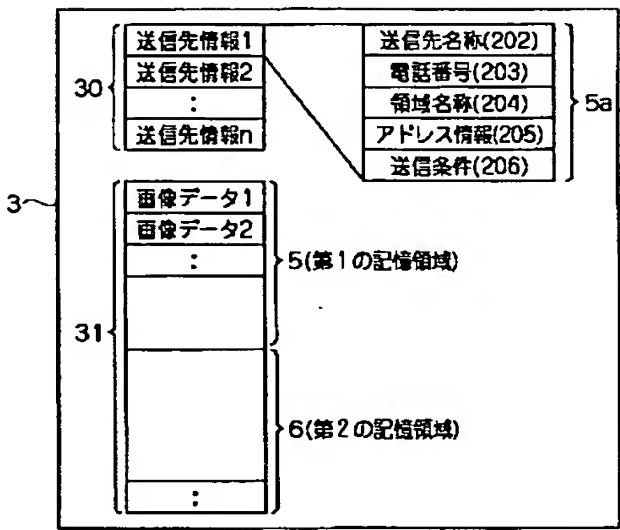 30
送信先情報1
送信先情報2
:
送信先情報n
送信先名称(202)
電話番号(203)
領域名称(204)
アドレス情報(205)
送信条件(206)
5a
3
31
画像データ1
画像データ2
:
5(第1の記憶領域)
6(第2の記憶領域)
: